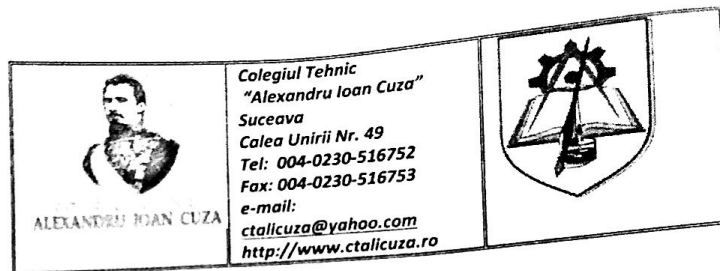 ALEXANDRU IOAN CUZA
Colegiul Tehnic
"Alexandru Ioan Cuza"
Suceava
Calea Unirii Nr. 49
Tel: 004-0230-516752
Fax: 004-0230-516753
e-mail:
ctalicuza@yahoo.com
http://www.ctalicuza.ro